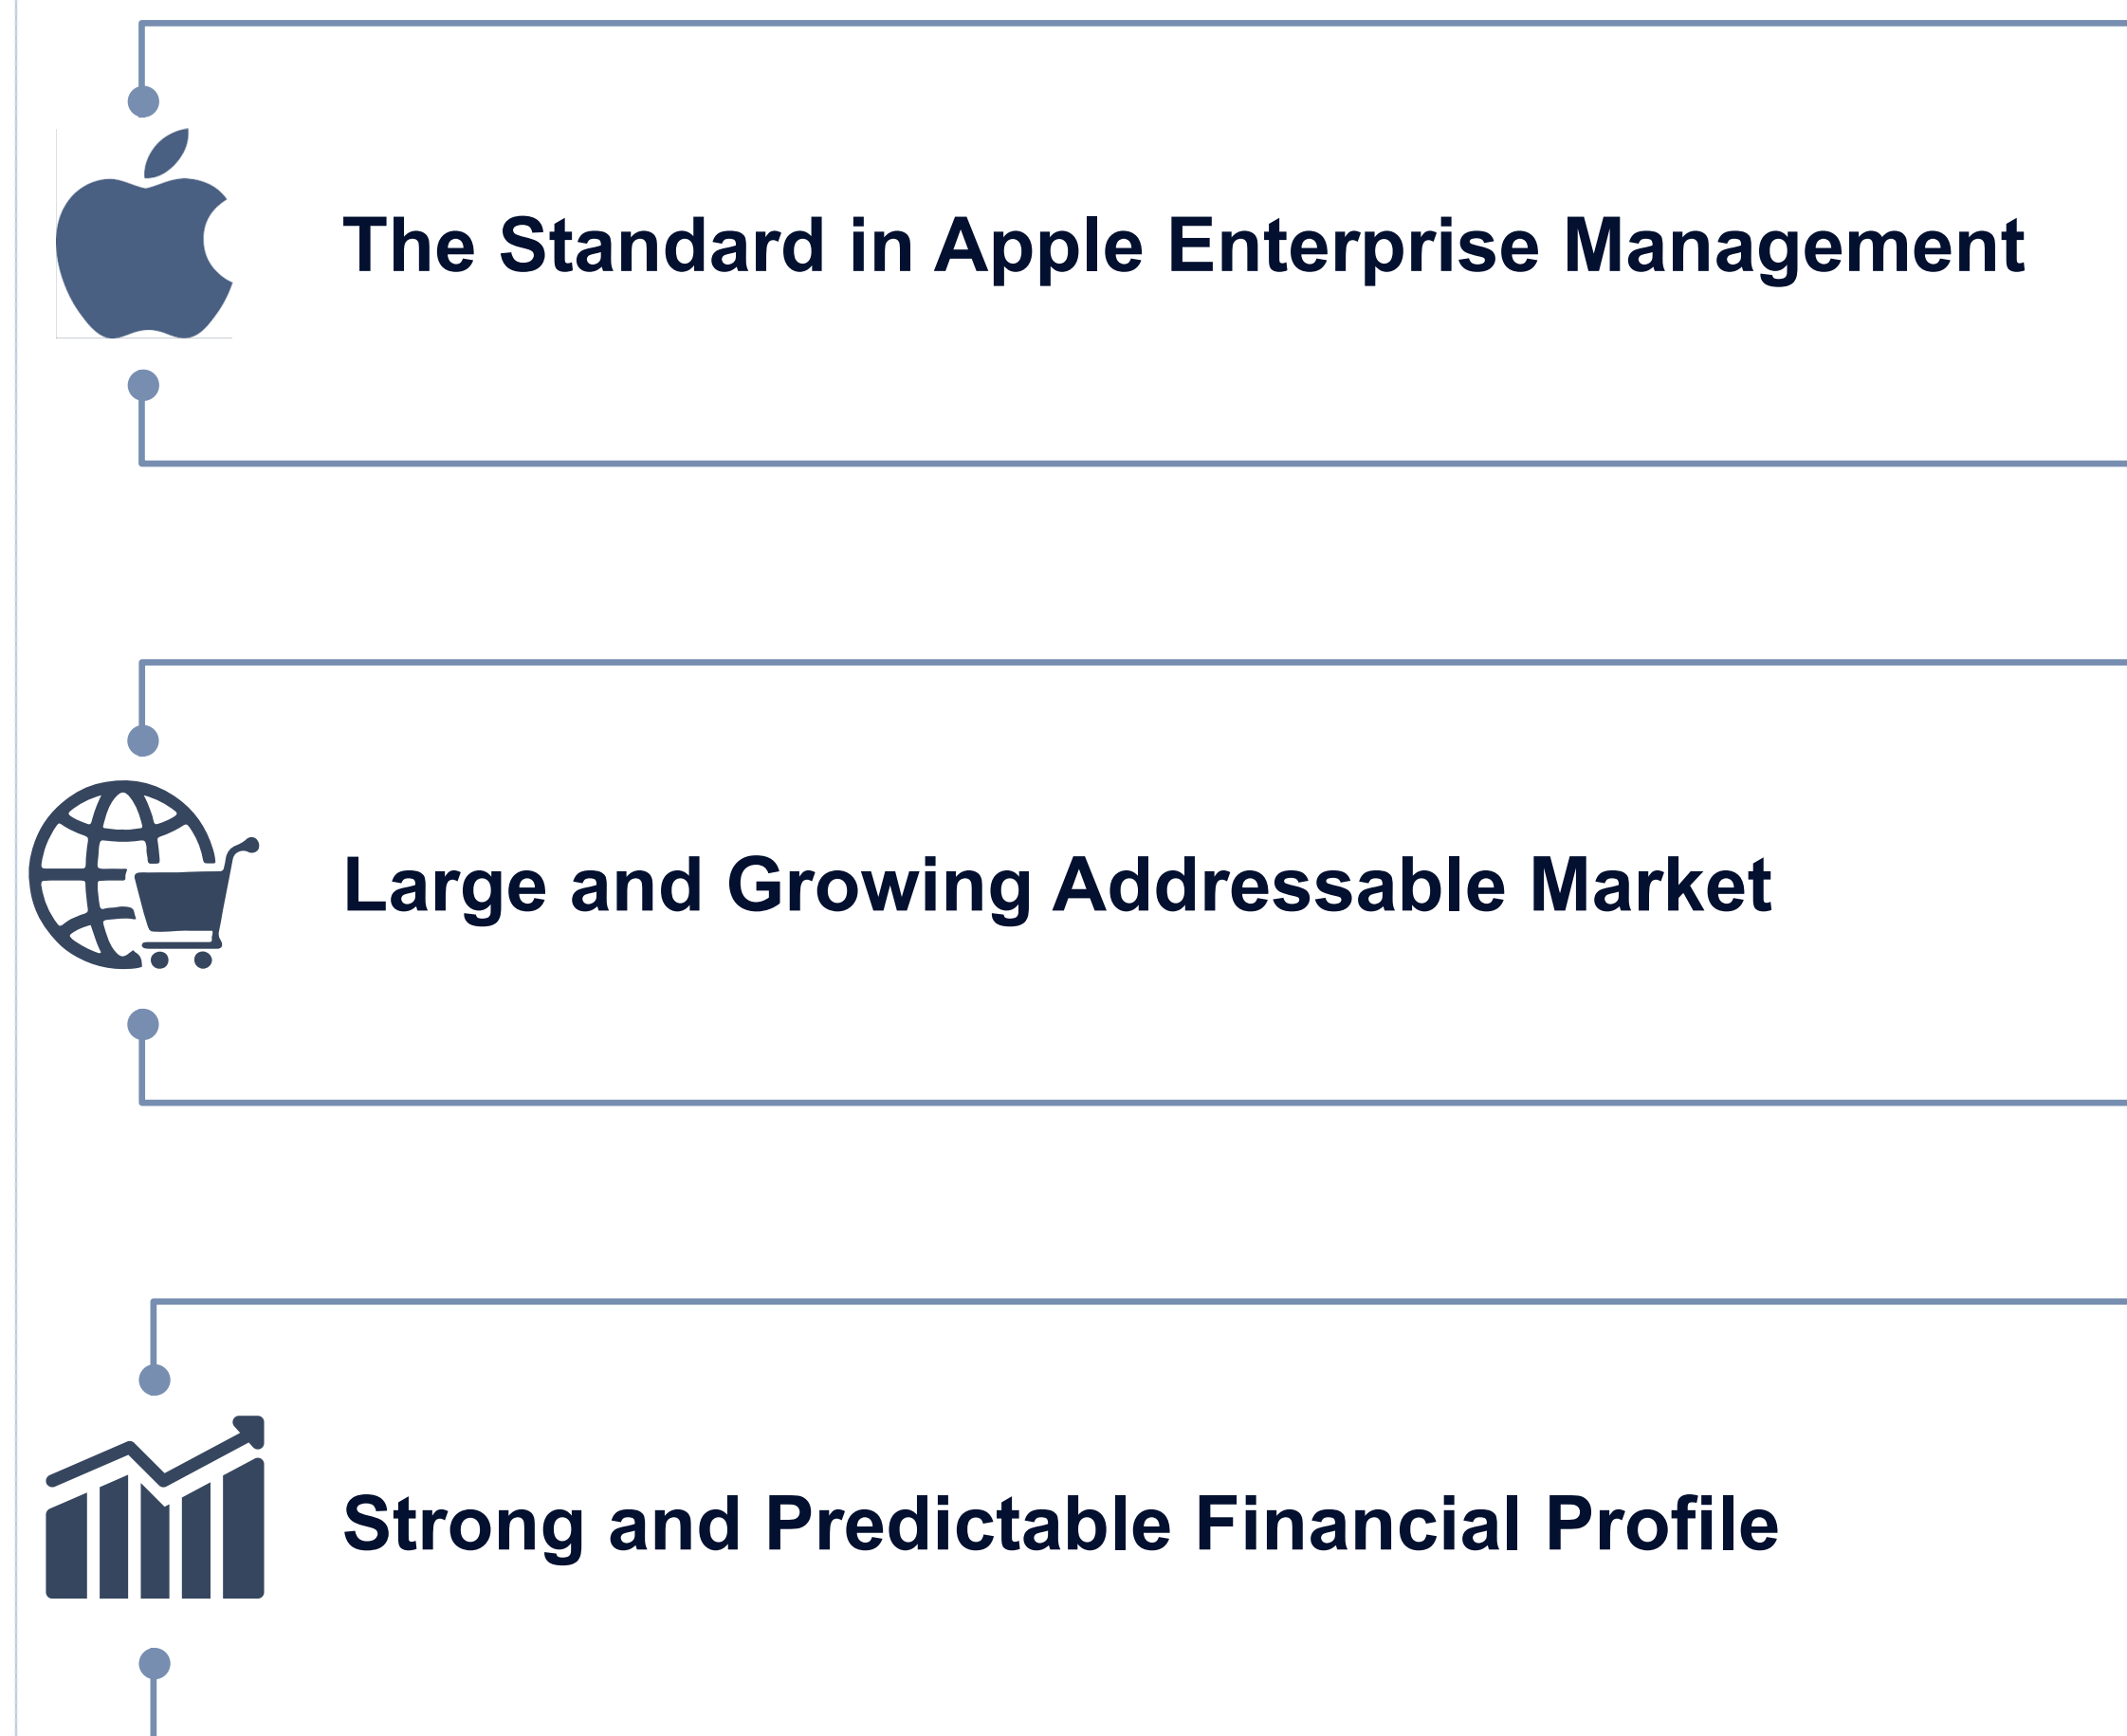 The Standard in Apple Enterprise Management
Large and Growing Addressable Market
Strong and Predictable Financial Profile